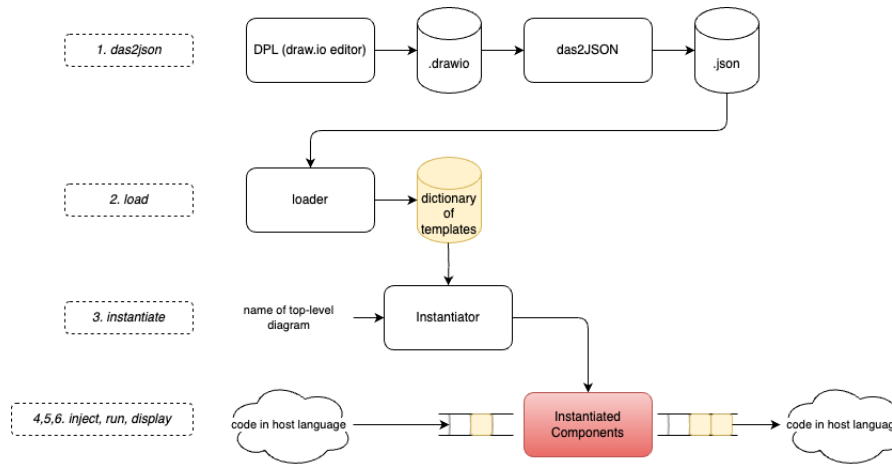 1. das2json
DPL (draw.io editor)
.drawio
das2JSON
.json
2. load
loader
dictionary
of
templates
3. instantiate
name of top-level
diagram
Instantiator
4,5,6. inject, run, display
code in host language
Instantiated
Components
code in host language